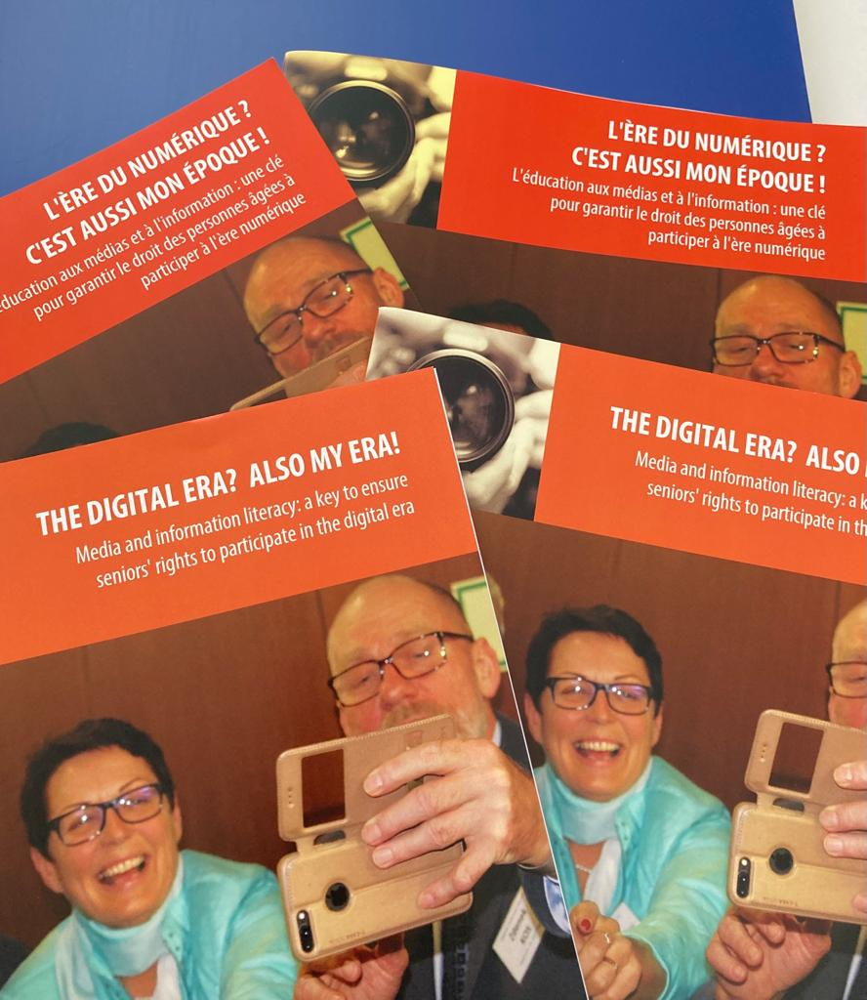 L'ÈRE DU NUMÉRIQUE ?
C'EST AUSSI MON ÉPOQUE !
éducation aux médias et à l'information : une clé
pour garantir le droit des personnes âgées à
participer à l'ère numérique
L'ÈRE DU NUMÉRIQUE ?
C'EST AUSSI MON ÉPOQUE !
L'éducation aux médias et à l'information : une clé
pour garantir le droit des personnes âgées à
participer à l'ère numérique
THE DIGITAL ERA? ALSO MY ERA!
Media and information literacy: a key to ensure
seniors' rights to participate in the digital era
THE DIGITAL ERA? ALSO
Media and information literacy: a
seniors' rights to participate in